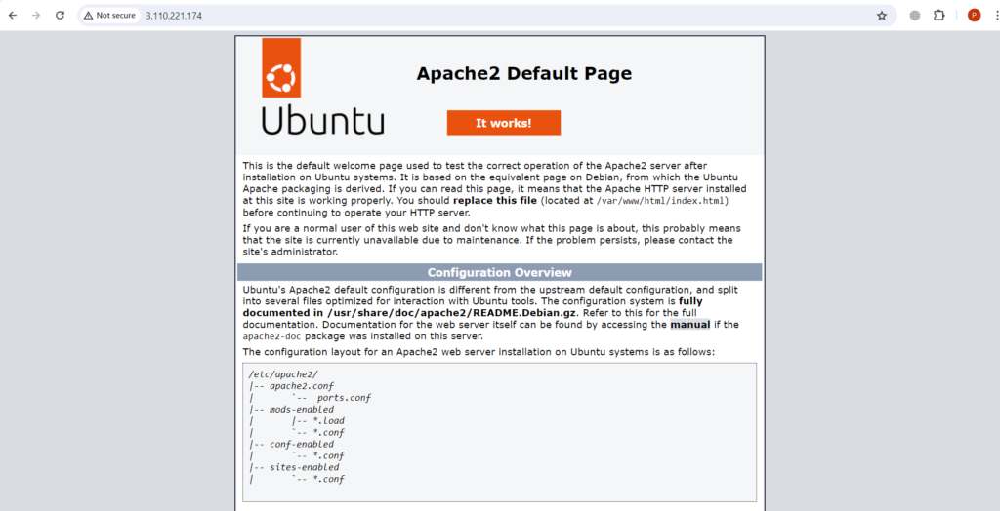 Not secure 3.110.221.174 P
Apache2 Default Page
Ubuntu
It works!
This is the default welcome page used to test the correct operation of the Apache2 server after
installation on Ubuntu systems. It is based on the equivalent page on Debian, from which the Ubuntu
Apache packaging is derived. If you can read this page, it means that the Apache HTTP server installed
at this site is working properly. You should replace this file (located at /var/www/html/index.html)
before continuing to operate your HTTP server.
If you are a normal user of this web site and don't know what this page is about, this probably means
that the site is currently unavailable due to maintenance. If the problem persists, please contact the
site's administrator.
Configuration Overview
Ubuntu's Apache2 default configuration is different from the upstream default configuration, and split
into several files optimized for interaction with Ubuntu tools. The configuration system is fully
documented in /usr/share/doc/apache2/README.Debian.gz. Refer to this for the full
documentation. Documentation for the web server itself can be found by accessing the manual if the
apache2-doc package was installed on this server.
The configuration layout for an Apache2 web server installation on Ubuntu systems is as follows:
/etc/apache2/
|-- apache2.conf
|       `--  ports.conf
|-- mods-enabled
|       |-- *.load
|       `-- *.conf
|-- conf-enabled
|       `-- *.conf
|-- sites-enabled
|       `-- *.conf